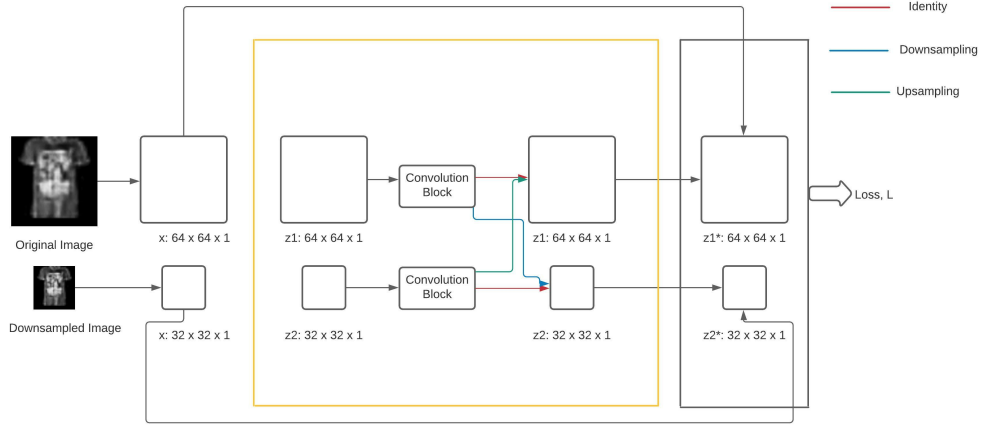 Identity
Downsampling
Upsampling
Original Image
x: 64 x 64 x 1
z1: 64 x 64 x 1
Convolution
Block
z1: 64 x 64 x 1
z1*: 64 x 64 x 1
Loss, L
Downsampled Image
x: 32 x 32 x 1
z2: 32 x 32 x 1
Convolution
Block
z2: 32 x 32 x 1
z2*: 32 x 32 x 1